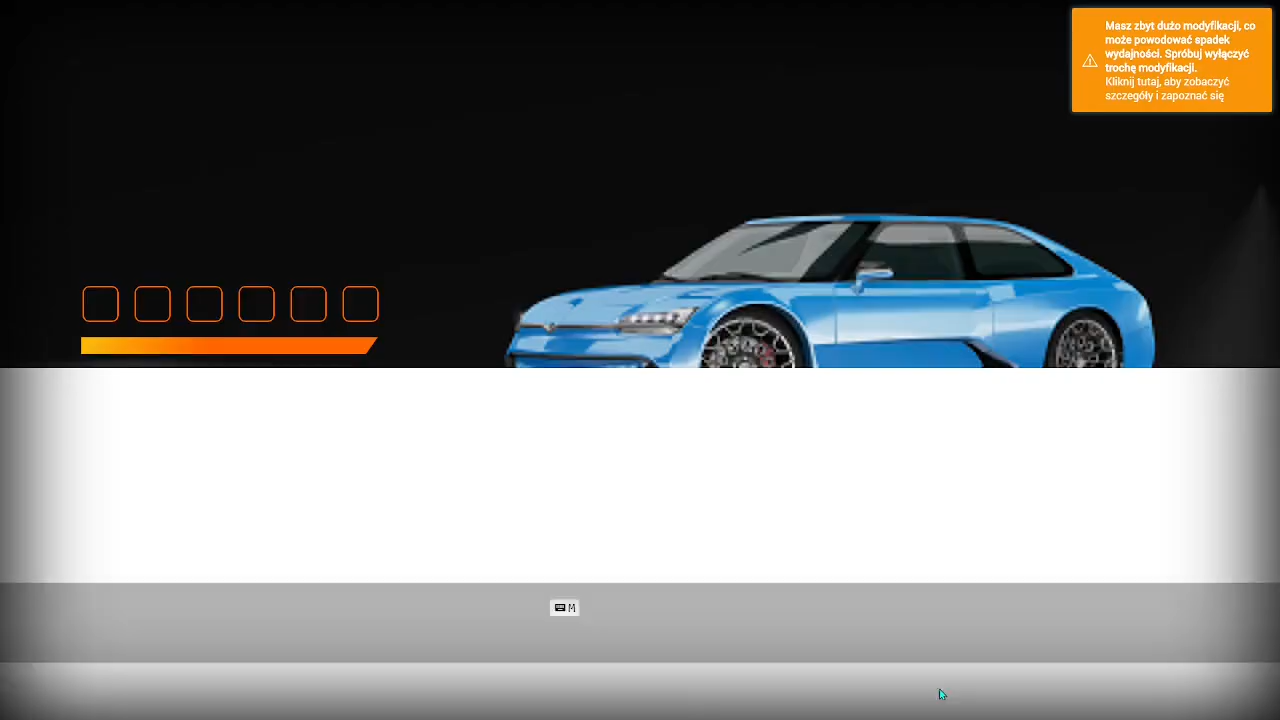 Masz zbyt dużo modyfikacji, co
może powodować spadek
wydajności. Spróbuj wyłączyć
trochę modyfikacji.
Kliknij tutaj, aby zobaczyć
szczegóły i zapoznać się
M